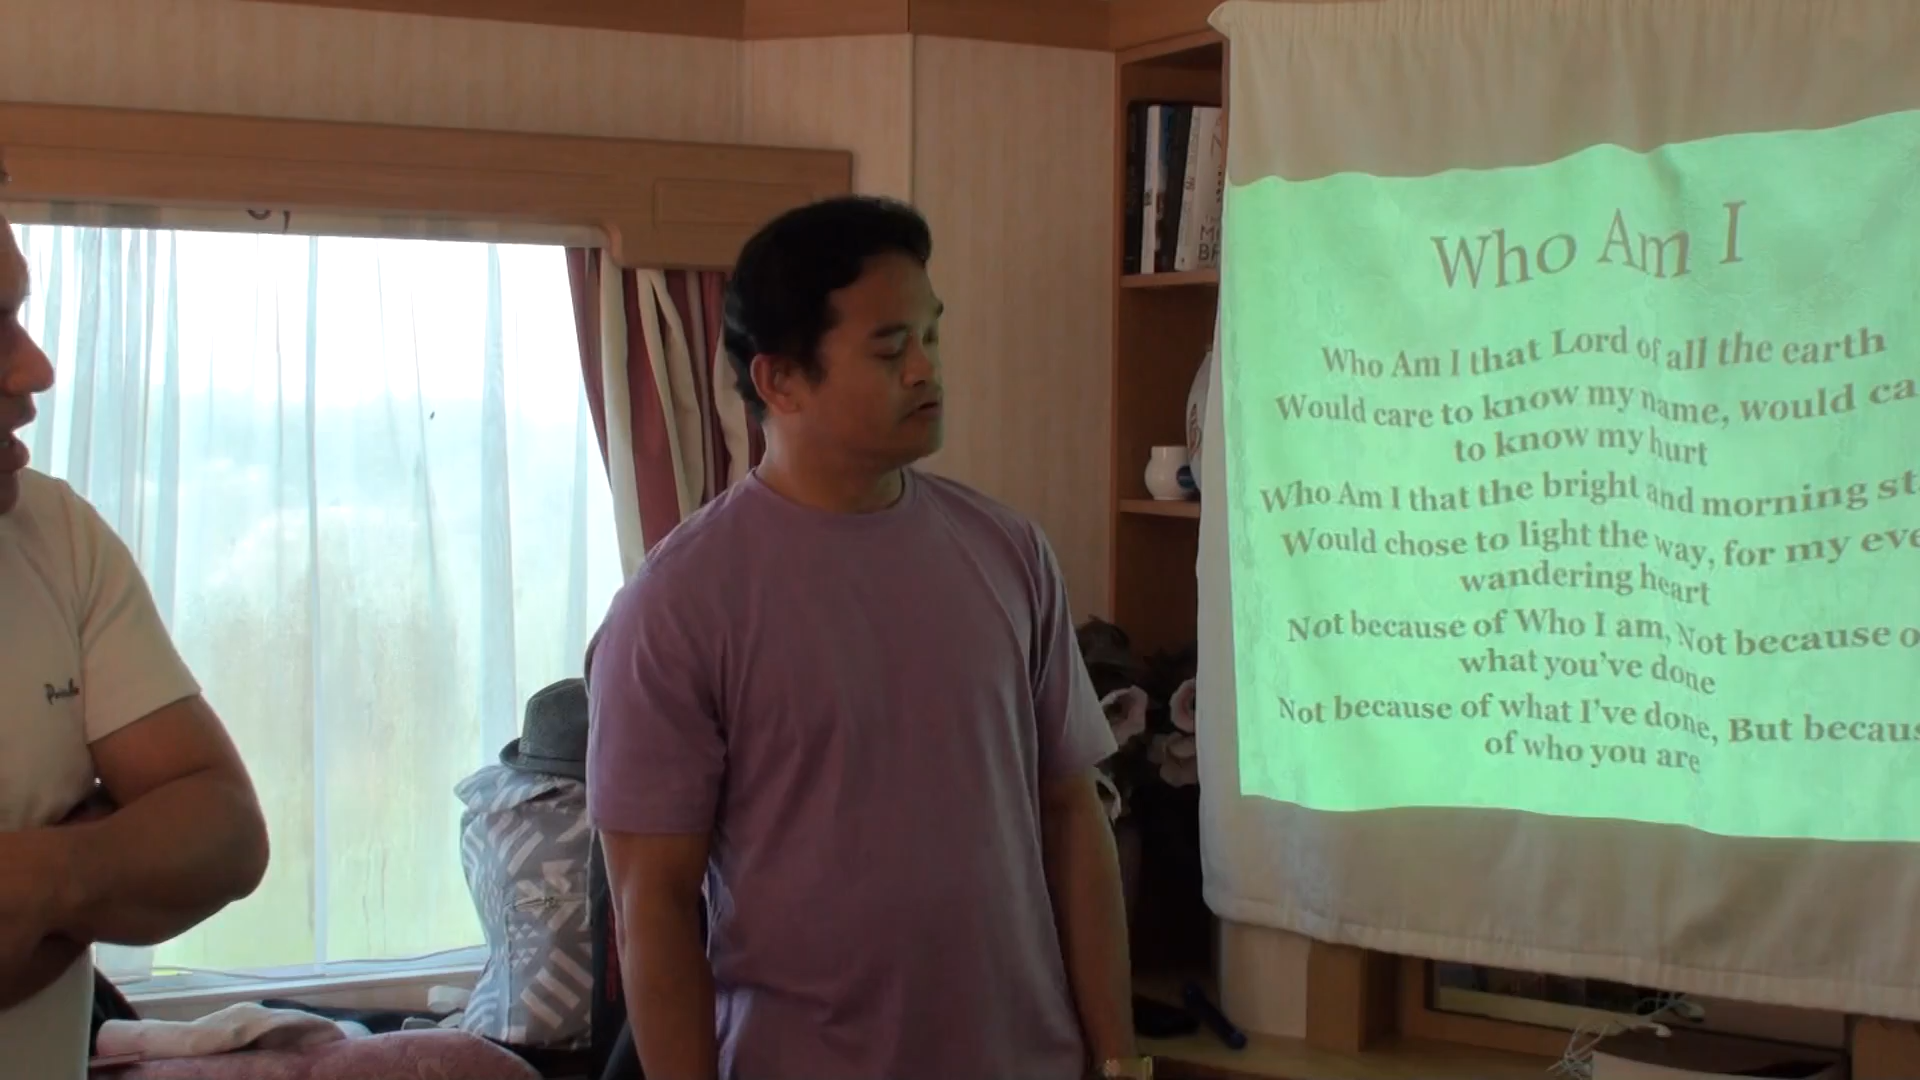 Who Am I
Who Am I that Lord of all the earth
Would care to know my name, would ca
to know my hurt
Who Am I that the bright and morning st
Would chose to light the way, for my eve
wandering heart
Not because of Who I am, Not because o
what you've done
Not because of what I've done, But becaus
of who you are